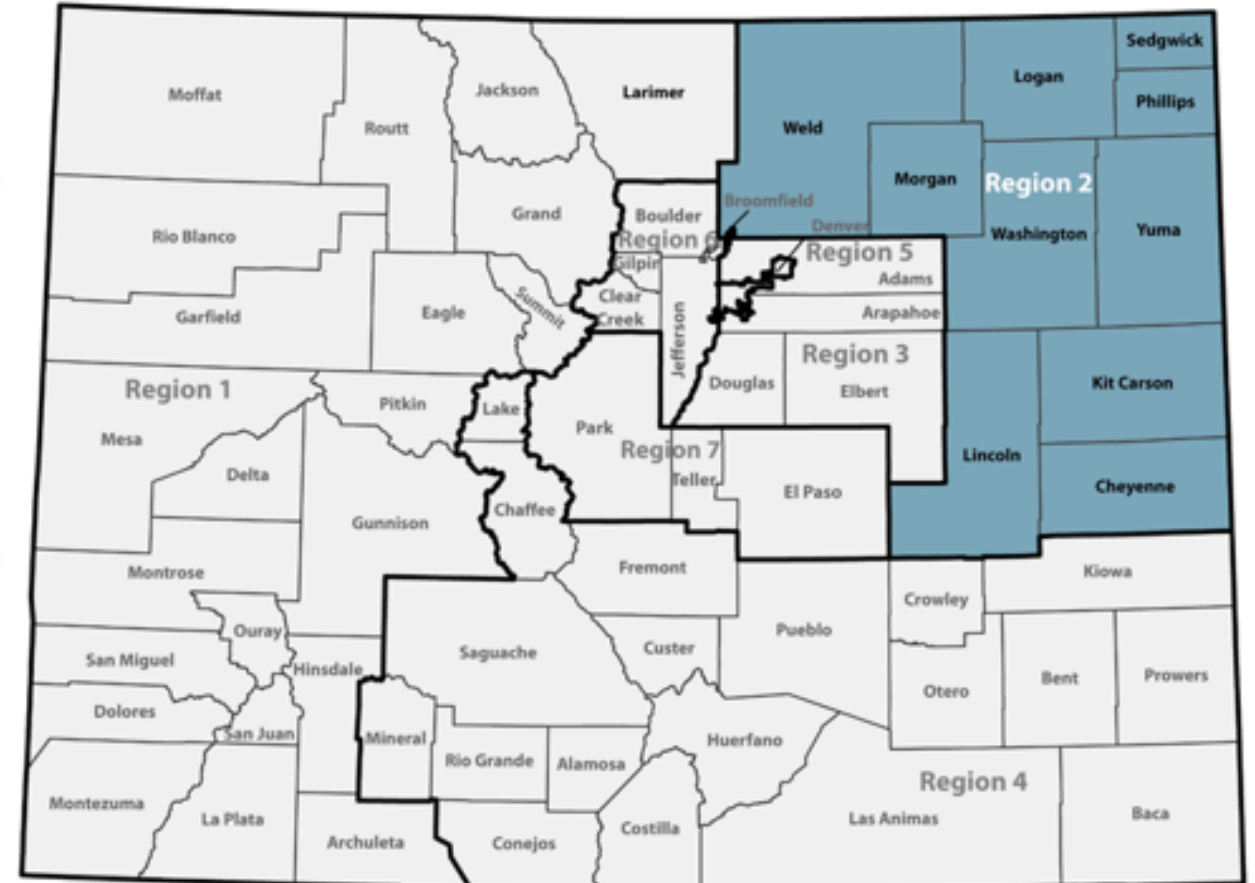 Sedgwick
Logan
Jackson
Larimer
Moffat
Phillips
Routt
Weld
Morgan
Region 2
Broomfield
Grand
Boulder
Denver
Rio Blanco
Region 6
Washington
Yuma
Region 5
Gilpin
Adams
Clear
Creek
Summit
Eagle
Garfield
Jefferson
Arapahoe
Region 3
Douglas
Elbert
Kit Carson
Region 1
Pitkin
Lake
Park
Mesa
Region 7
Lincoln
Delta
Teller
El Paso
Cheyenne
Chaffee
Gunnison
Montrose
Fremont
Kiowa
Crowley
Ouray
Pueblo
San Miguel
Hinsdale
Saguache
Custer
Otero
Bent
Prowers
Dolores
San Juan
Mineral
Huerfano
Rio Grande
Alamosa
Region 4
Montezuma
La Plata
Costilla
Las Animas
Baca
Archuleta
Conejos